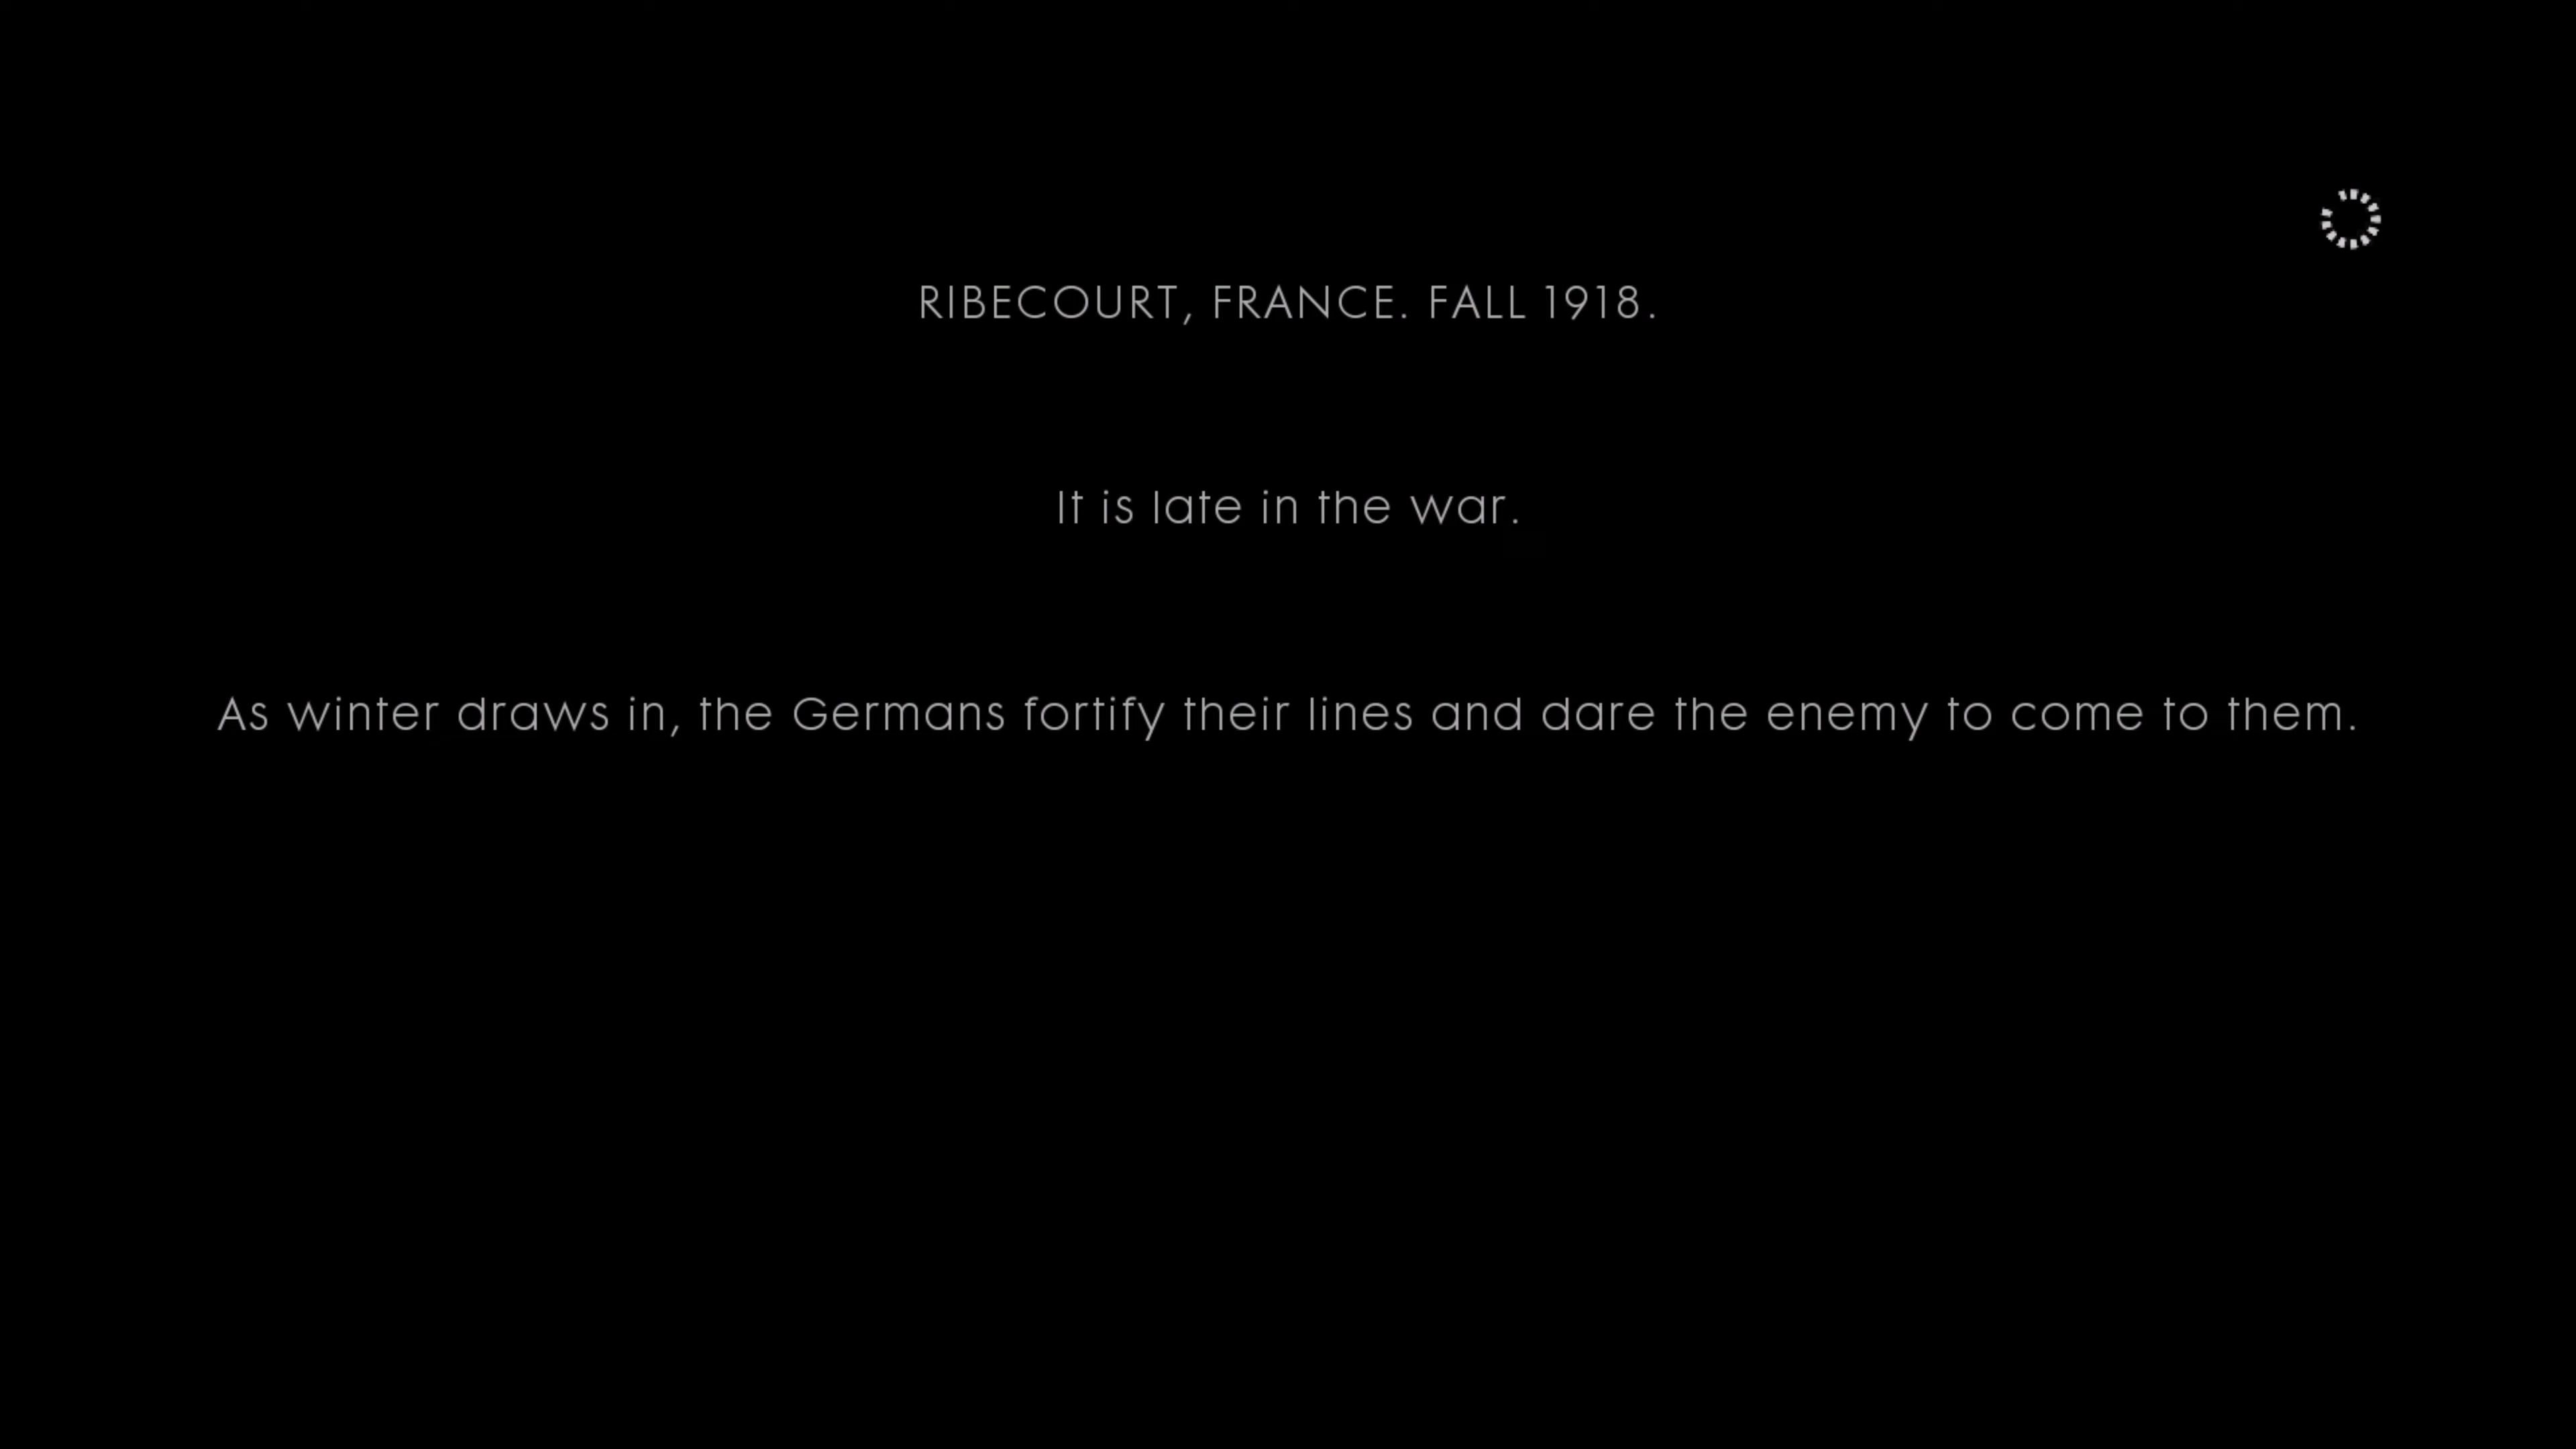 RIBECOURT, FRANCE. FALL 1918.
It is late in the war.
As winter draws in, the Germans fortify their lines and dare the enemy to come to them.